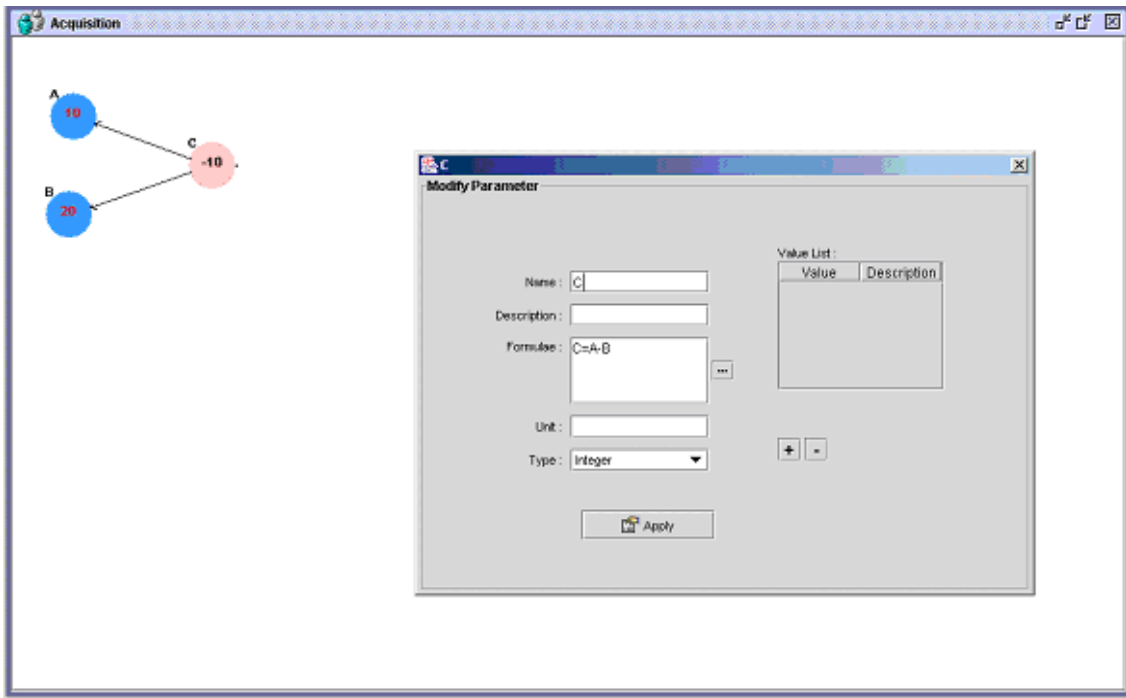 Acquisition
A
10
C
-10
B
20
C
Modify Parameter
Value List :
Value Description
Name : C
Description :
Formulae : C=A-B
...
Unit :
Type : Integer
+ -
Apply